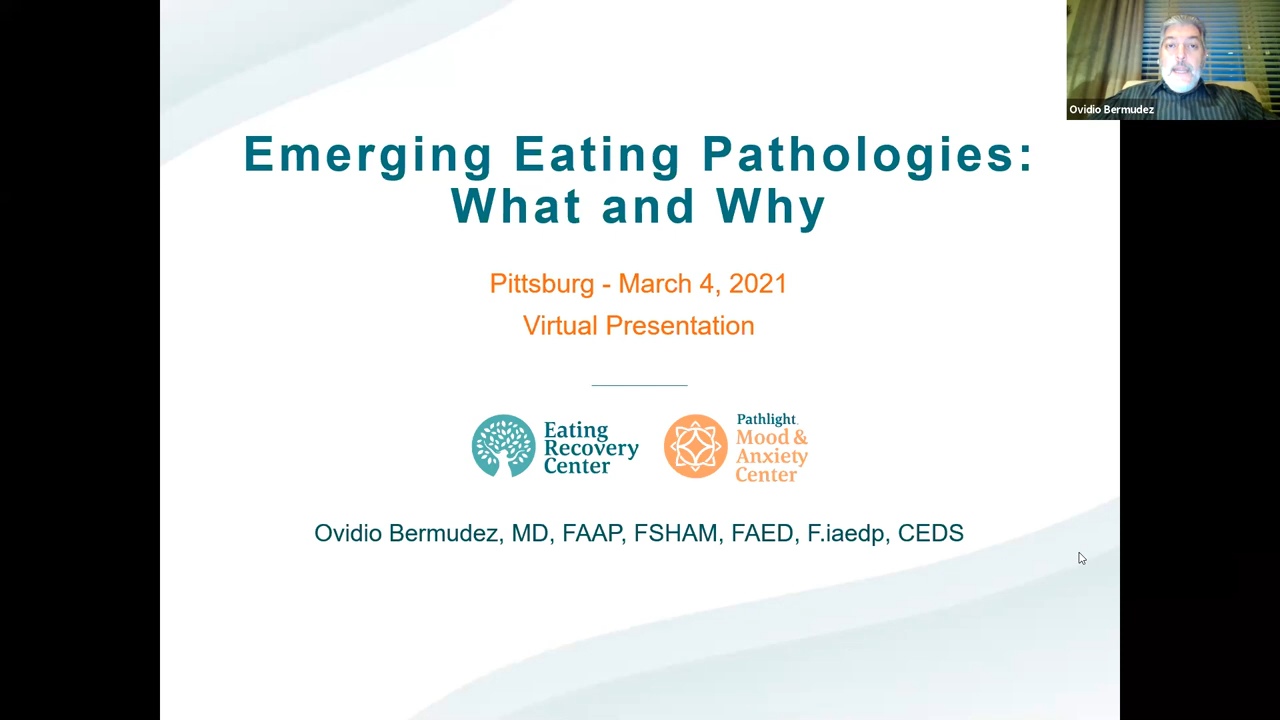 Ovidio Bermudez
Emerging Eating Pathologies:
What and Why
Pittsburg - March 4, 2021
Virtual Presentation
Eating
Recovery
Center
Pathlight
Mood &
Anxiety
Center
Ovidio Bermudez, MD, FAAP, FSHAM, FAED, F.iaedp, CEDS